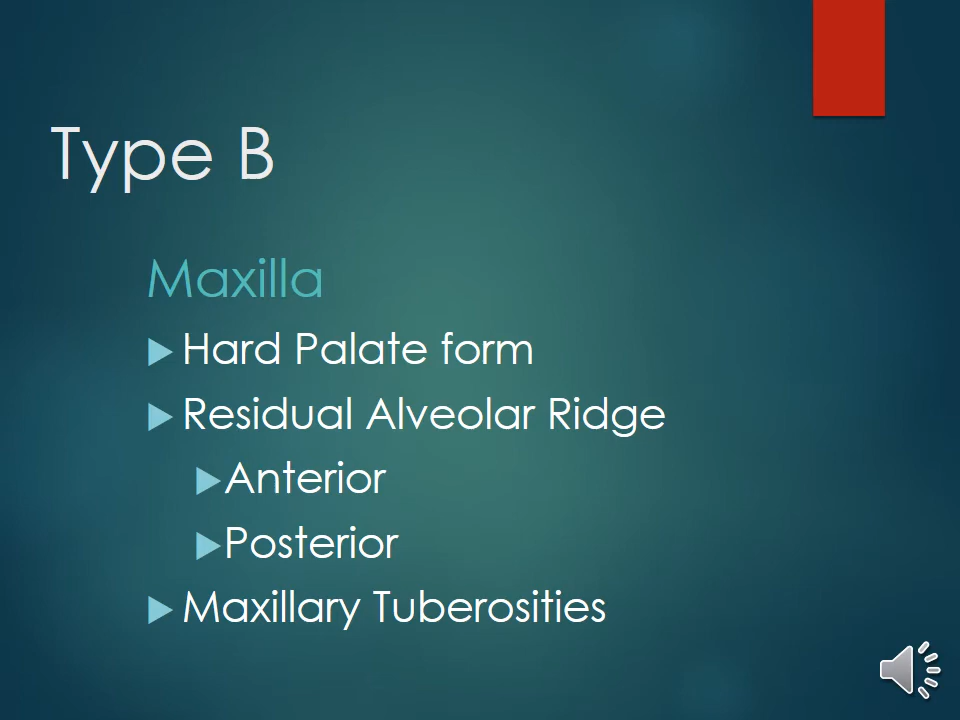 Type B
Maxilla
Hard Palate form
Residual Alveolar Ridge
Anterior
Posterior
Maxillary Tuberosities